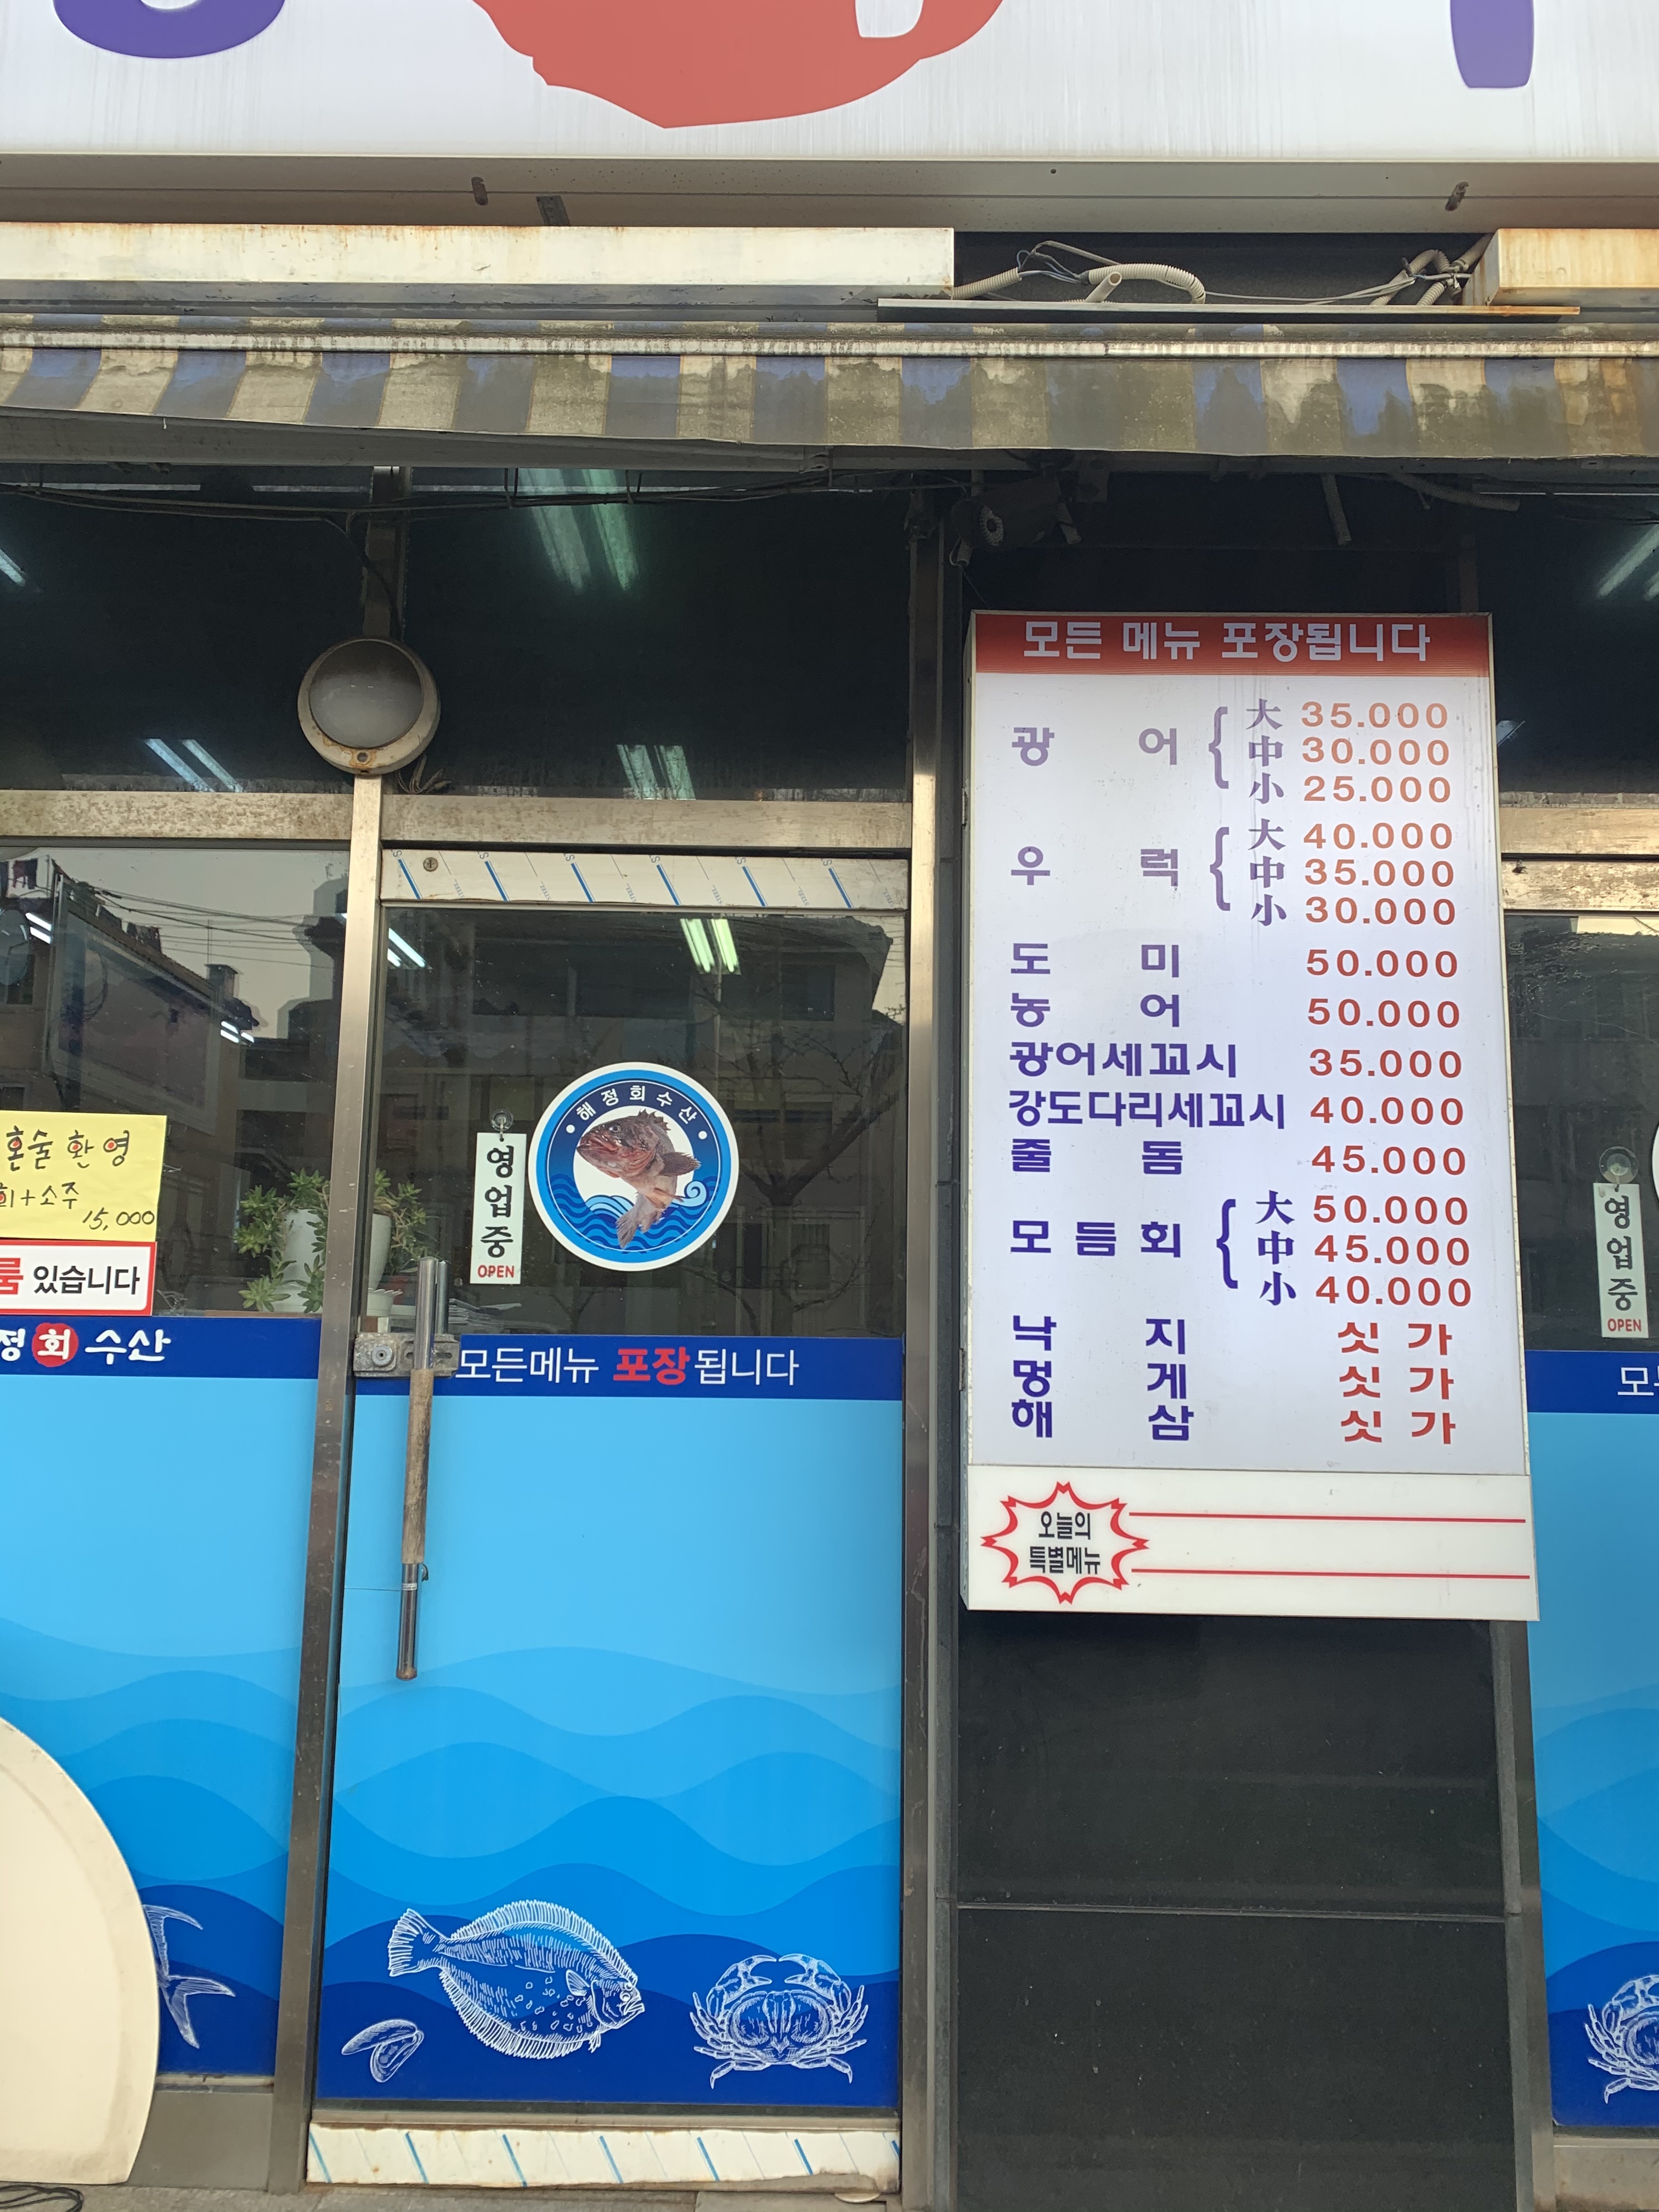 모든 메뉴 포장됩니다
광어 { 大 35.000
中 30.000
小 25.000
우럭 { 大 40.000
中 35.000
小 30.000
도미 50.000
농어 50.000
광어세꼬시 35.000
강도다리세꼬시 40.000
줄돔 45.000
모듬회 { 大 50.000
中 45.000
小 40.000
낙지 싯가
멍게 싯가
해삼 싯가
오늘의
특별메뉴
해정회수산
영업중
OPEN
혼술환영
회+소주
15,000
룸 있습니다
정회수산
모든메뉴 포장됩니다
영업중
OPEN
모든